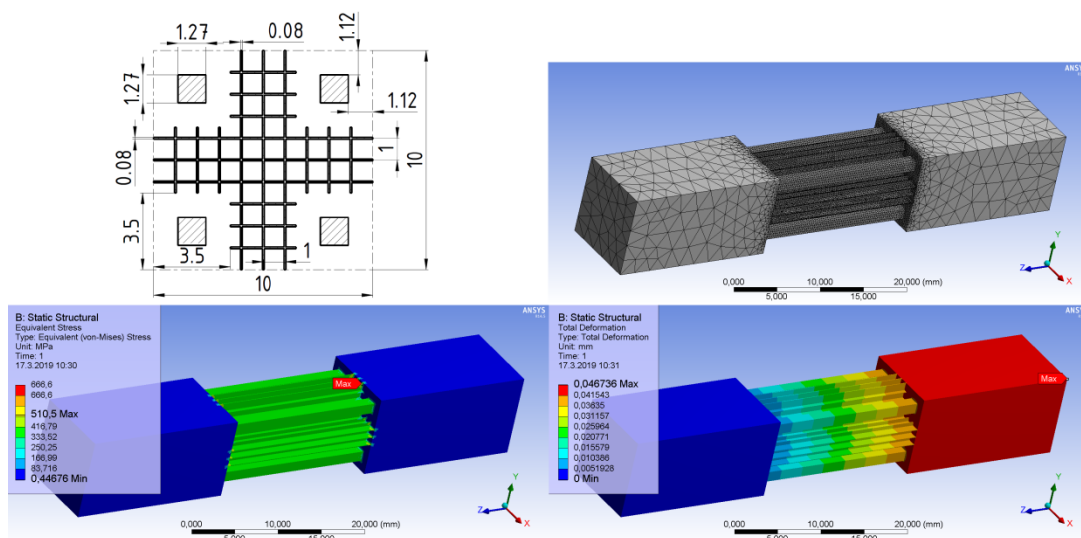 1.27
0.08
1.12
1.27
1.12
0.08
1
10
3.5
3.5
1
10
ANSYS
0,000
10,000
20,000 (mm)
5,000
15,000
Y
Z
X
B: Static Structural
Equivalent Stress
Type: Equivalent (von-Mises) Stress
Unit: MPa
Time: 1
17.3.2019 10:30
666,6
666,6
510,5 Max
416,79
333,52
250,25
166,99
83,716
0,44676 Min
Max
ANSYS
0,000
10,000
20,000 (mm)
5,000
15,000
Y
Z
X
B: Static Structural
Total Deformation
Type: Total Deformation
Unit: mm
Time: 1
17.3.2019 10:31
0,046736 Max
0,041543
0,03635
0,031157
0,025964
0,020771
0,015579
0,010386
0,0051928
0 Min
Max
ANSYS
0,000
10,000
20,000 (mm)
5,000
15,000
Y
Z
X